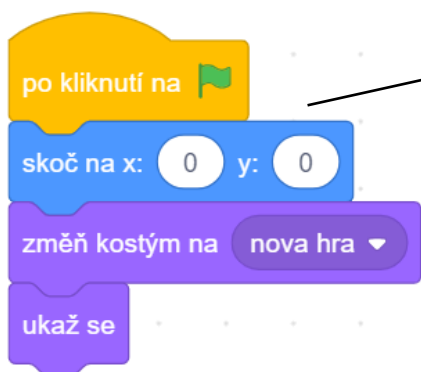 po kliknutí na
skoč na x: 0 y: 0
změň kostým na nova hra
ukaž se